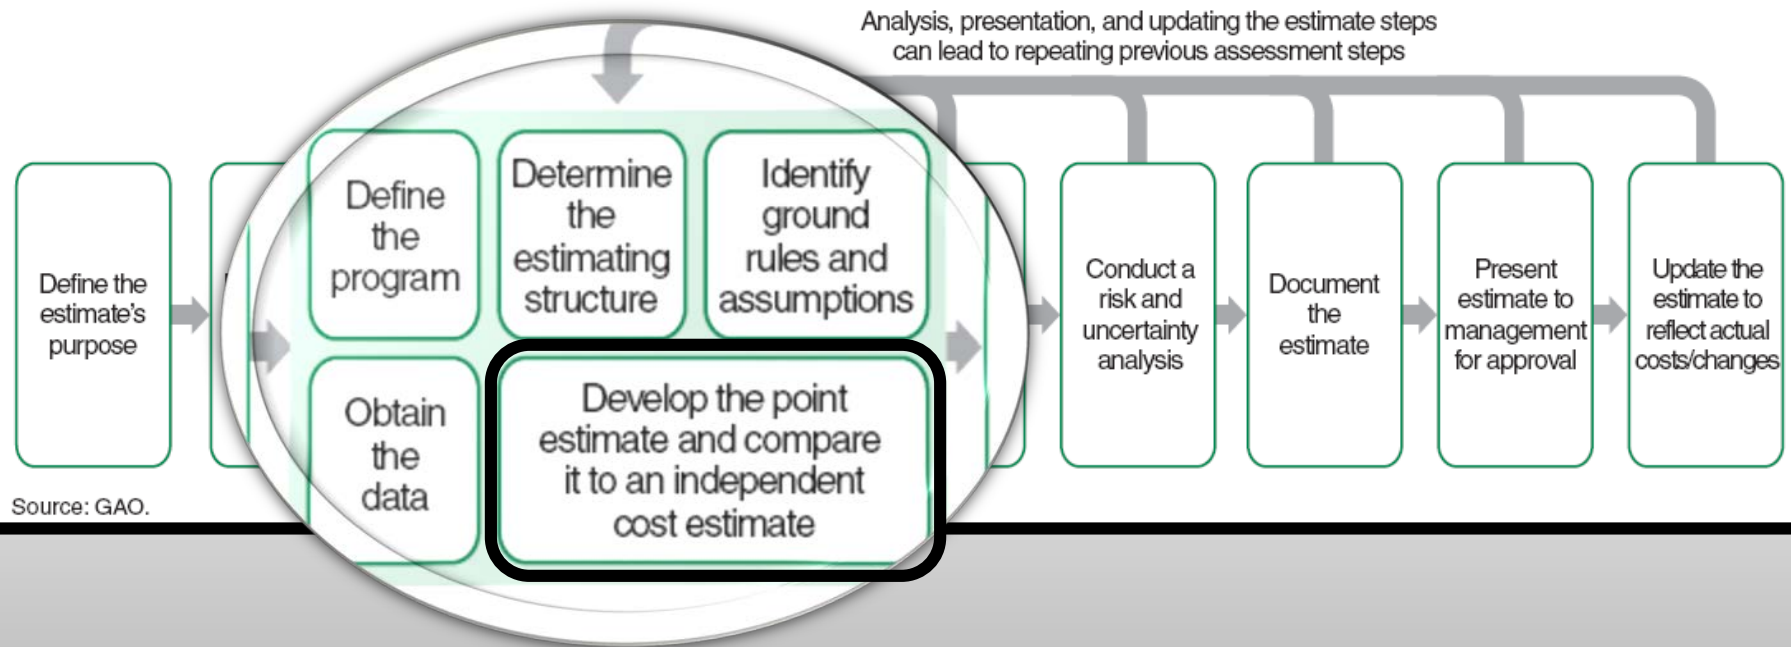 Analysis, presentation, and updating the estimate steps
can lead to repeating previous assessment steps
Define the
estimate’s
purpose
Define
the
program
Determine
the
estimating
structure
Identify
ground
rules and
assumptions
Obtain
the
data
Develop the point
estimate and compare
it to an independent
cost estimate
Conduct a
risk and
uncertainty
analysis
Document
the
estimate
Present
estimate to
management
for approval
Update the
estimate to
reflect actual
costs/changes
Source: GAO.